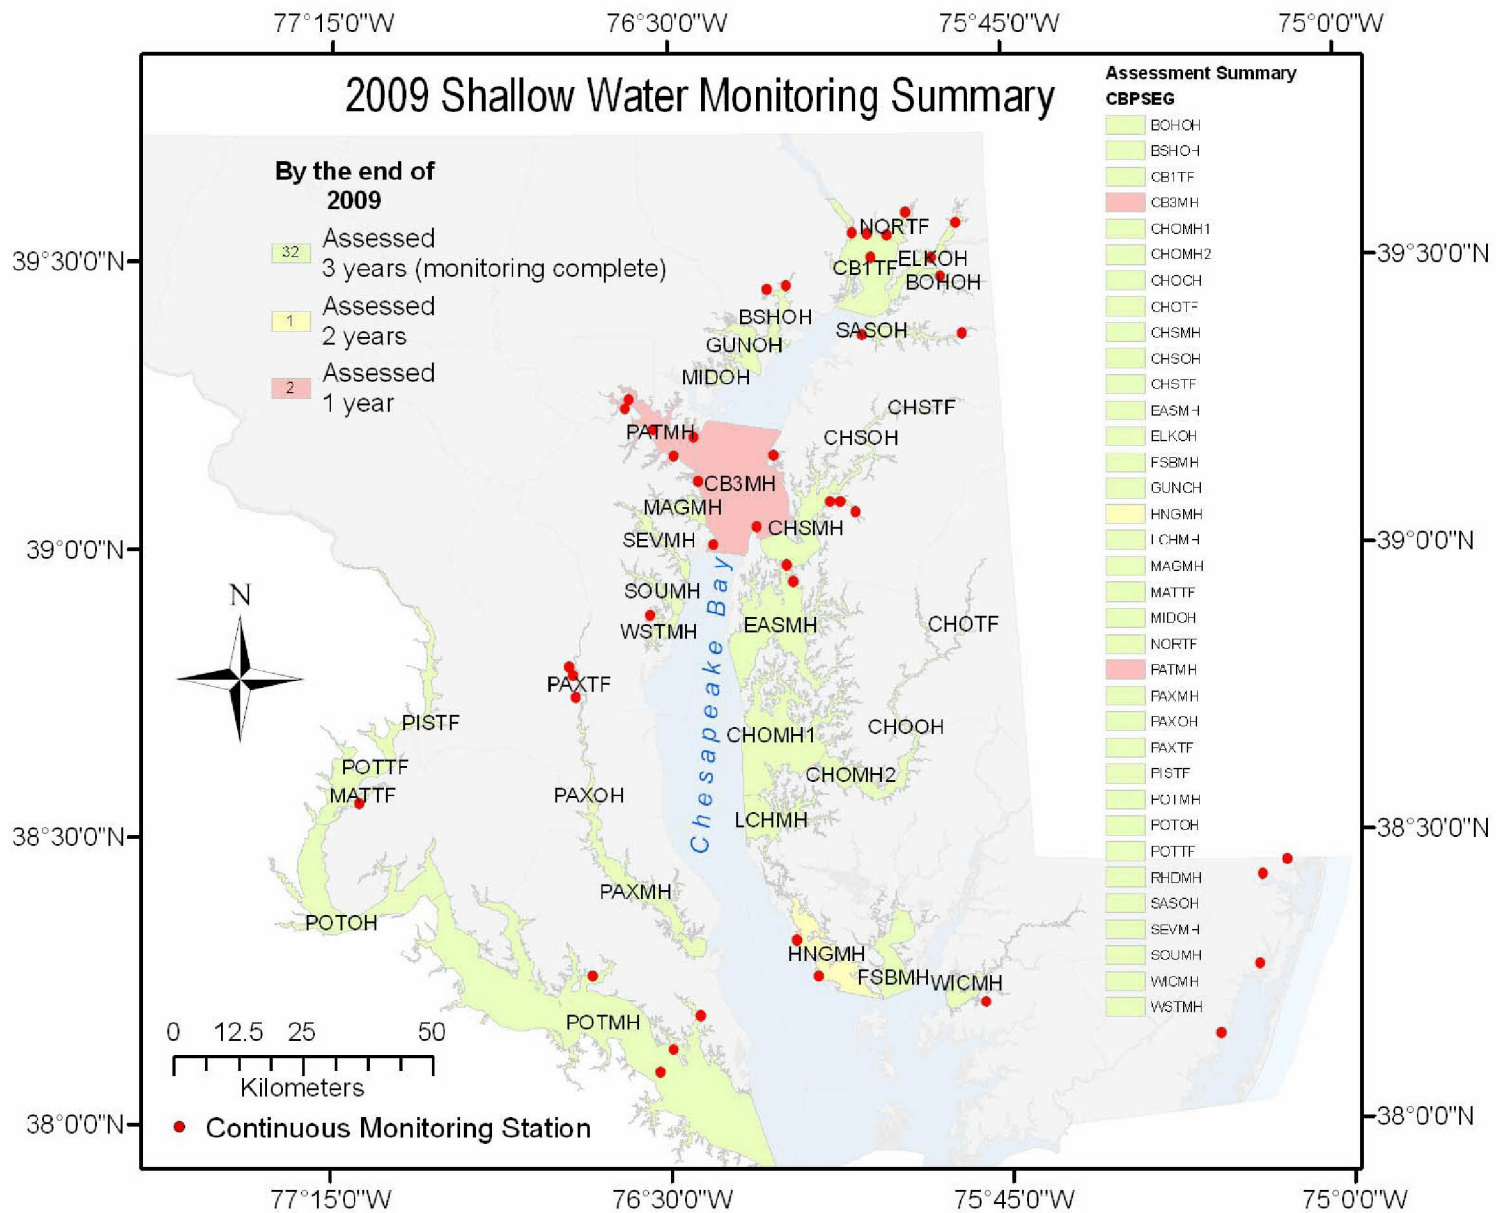 77°15'0"W
76°30'0"W
75°45'0"W
75°0'0"W
2009 Shallow Water Monitoring Summary
Assessment Summary
CBPSEG
BOHOH
BSHOH
CB1TF
CB3MH
CHOMH1
CHOMH2
CHOCH
CHOTF
CHSMH
CHSOH
CHSTF
EASMH
ELKOH
FSBMH
GUNCH
HNGMH
LCHMH
MAGMH
MATTF
MIDOH
NORTF
PATMH
PAXMH
PAXOH
PAXTF
PISTF
POTMH
POTOH
POTTF
RHDMH
SASOH
SEVMH
SOUMH
WICMH
WSTMH
By the end of
2009
32
Assessed
3 years (monitoring complete)
1
Assessed
2 years
2
Assessed
1 year
39°30'0"N
39°0'0"N
38°30'0"N
38°0'0"N
39°30'0"N
39°0'0"N
38°30'0"N
38°0'0"N
NORTF
CB1TF
ELKOH
BOHOH
BSHOH
SASOH
GUNOH
MIDOH
CHSTF
PATMH
CHSOH
CB3MH
MAGMH
CHSMH
SEVMH
SOUMH
WSTMH
EASMH
CHOTF
Chesapeake Bay
PAXTF
PISTF
CHOMH1
CHOOH
POTTF
CHOMH2
MATTF
PAXOH
LCHMH
PAXMH
POTOH
HNGMH
FSBMH
WICMH
POTMH
N
0 12.5 25 50
Kilometers
Continuous Monitoring Station
77°15'0"W
76°30'0"W
75°45'0"W
75°0'0"W